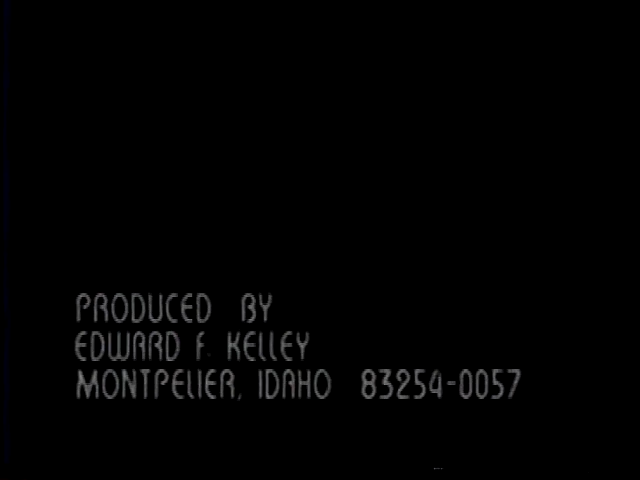 PRODUCED BY
EDWARD F. KELLEY
MONTPELIER, IDAHO 83254-0057